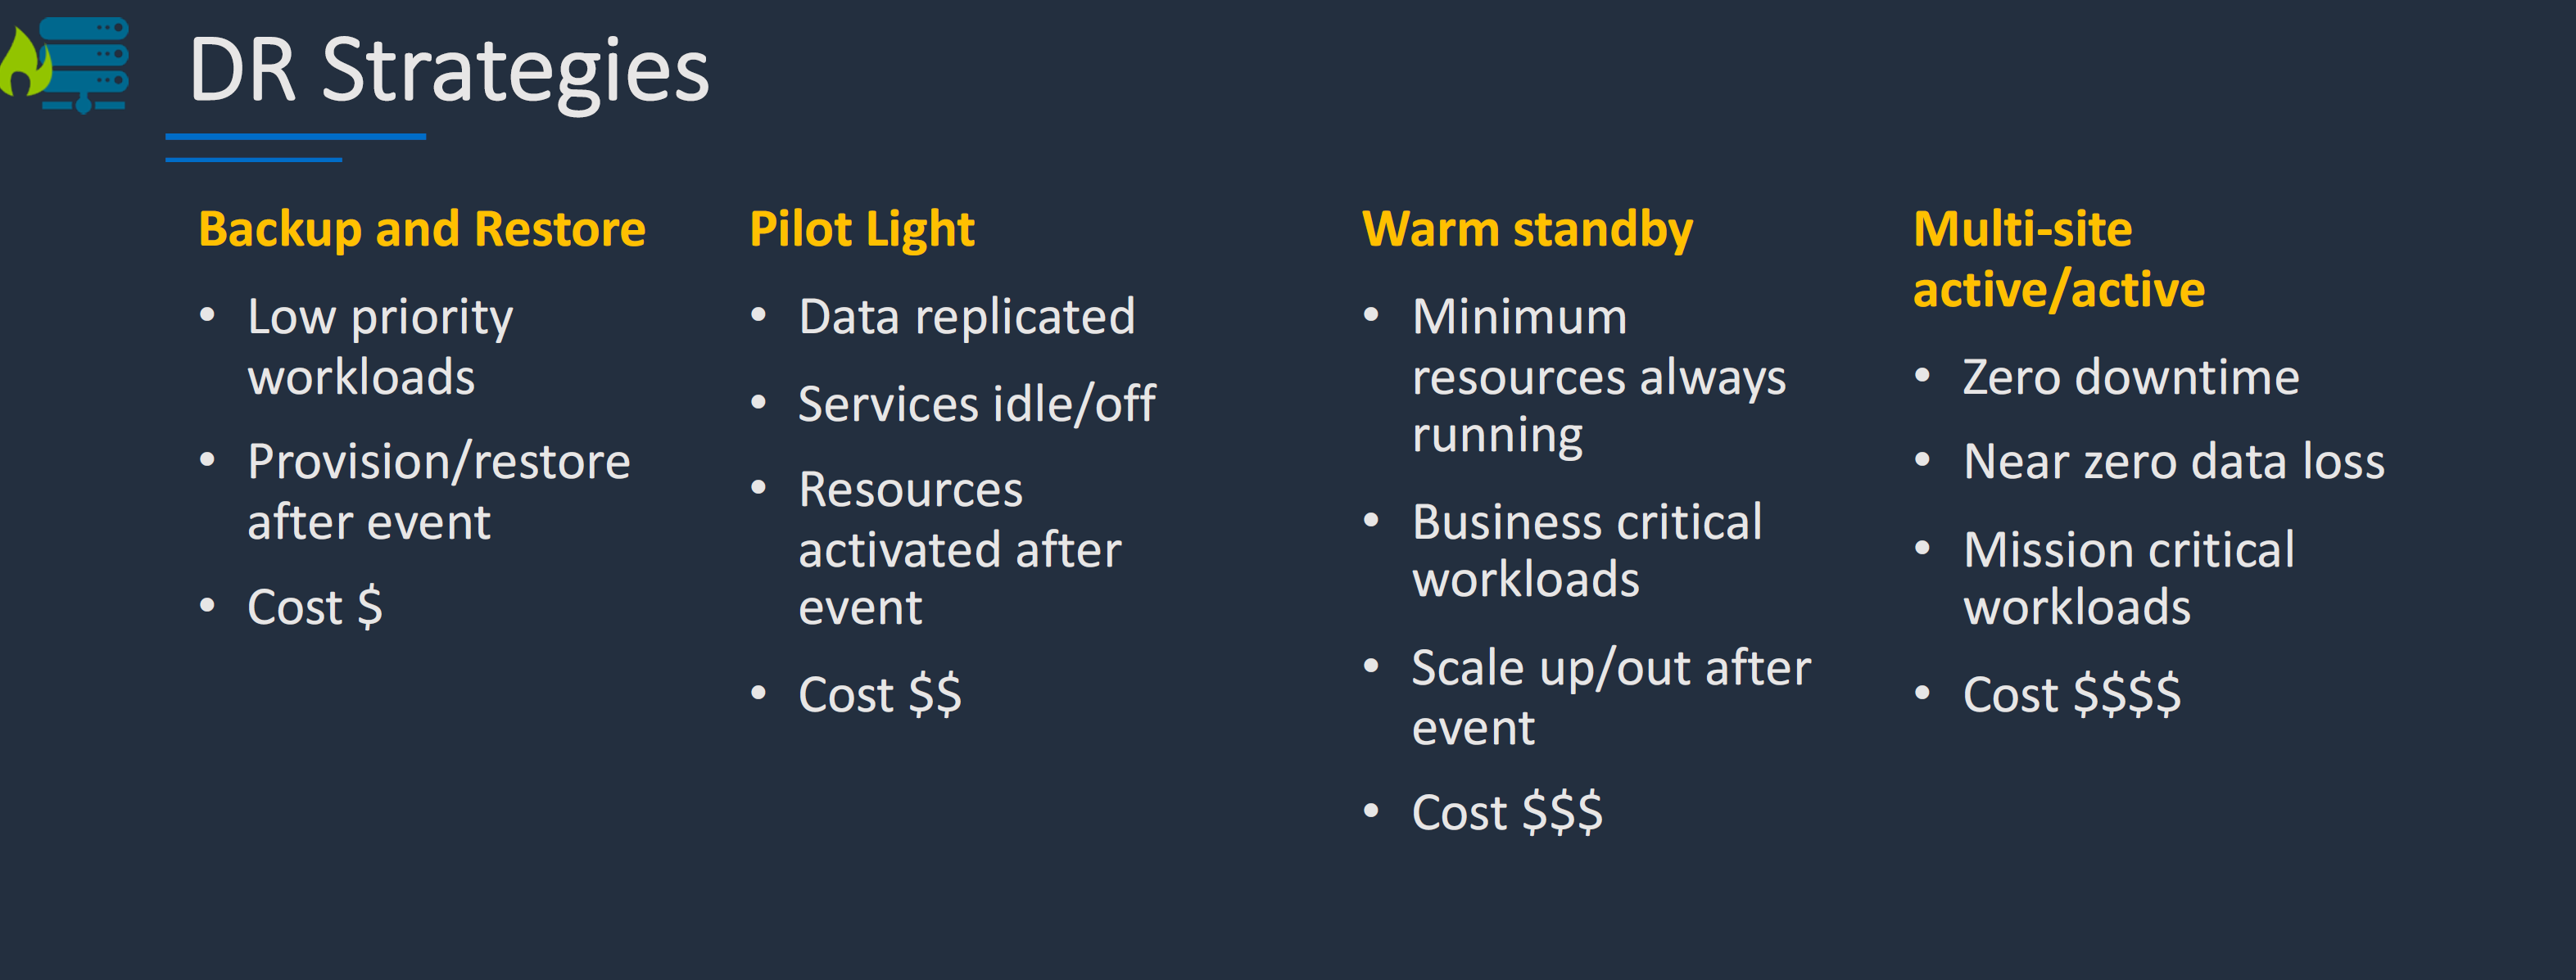 DR Strategies
Backup and Restore
• Low priority
workloads
• Provision/restore
after event
• Cost $
Pilot Light
• Data replicated
• Services idle/off
• Resources
activated after
event
• Cost $$
Warm standby
• Minimum
resources always
running
• Business critical
workloads
• Scale up/out after
event
• Cost $$$
Multi-site
active/active
• Zero downtime
• Near zero data loss
• Mission critical
workloads
• Cost $$$$